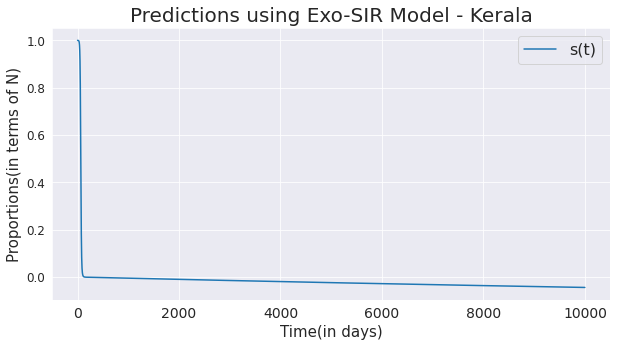 Predictions using Exo-SIR Model - Kerala
s(t)
Proportions(in terms of N)
1.0
0.8
0.6
0.4
0.2
0.0
0 2000 4000 6000 8000 10000
Time(in days)